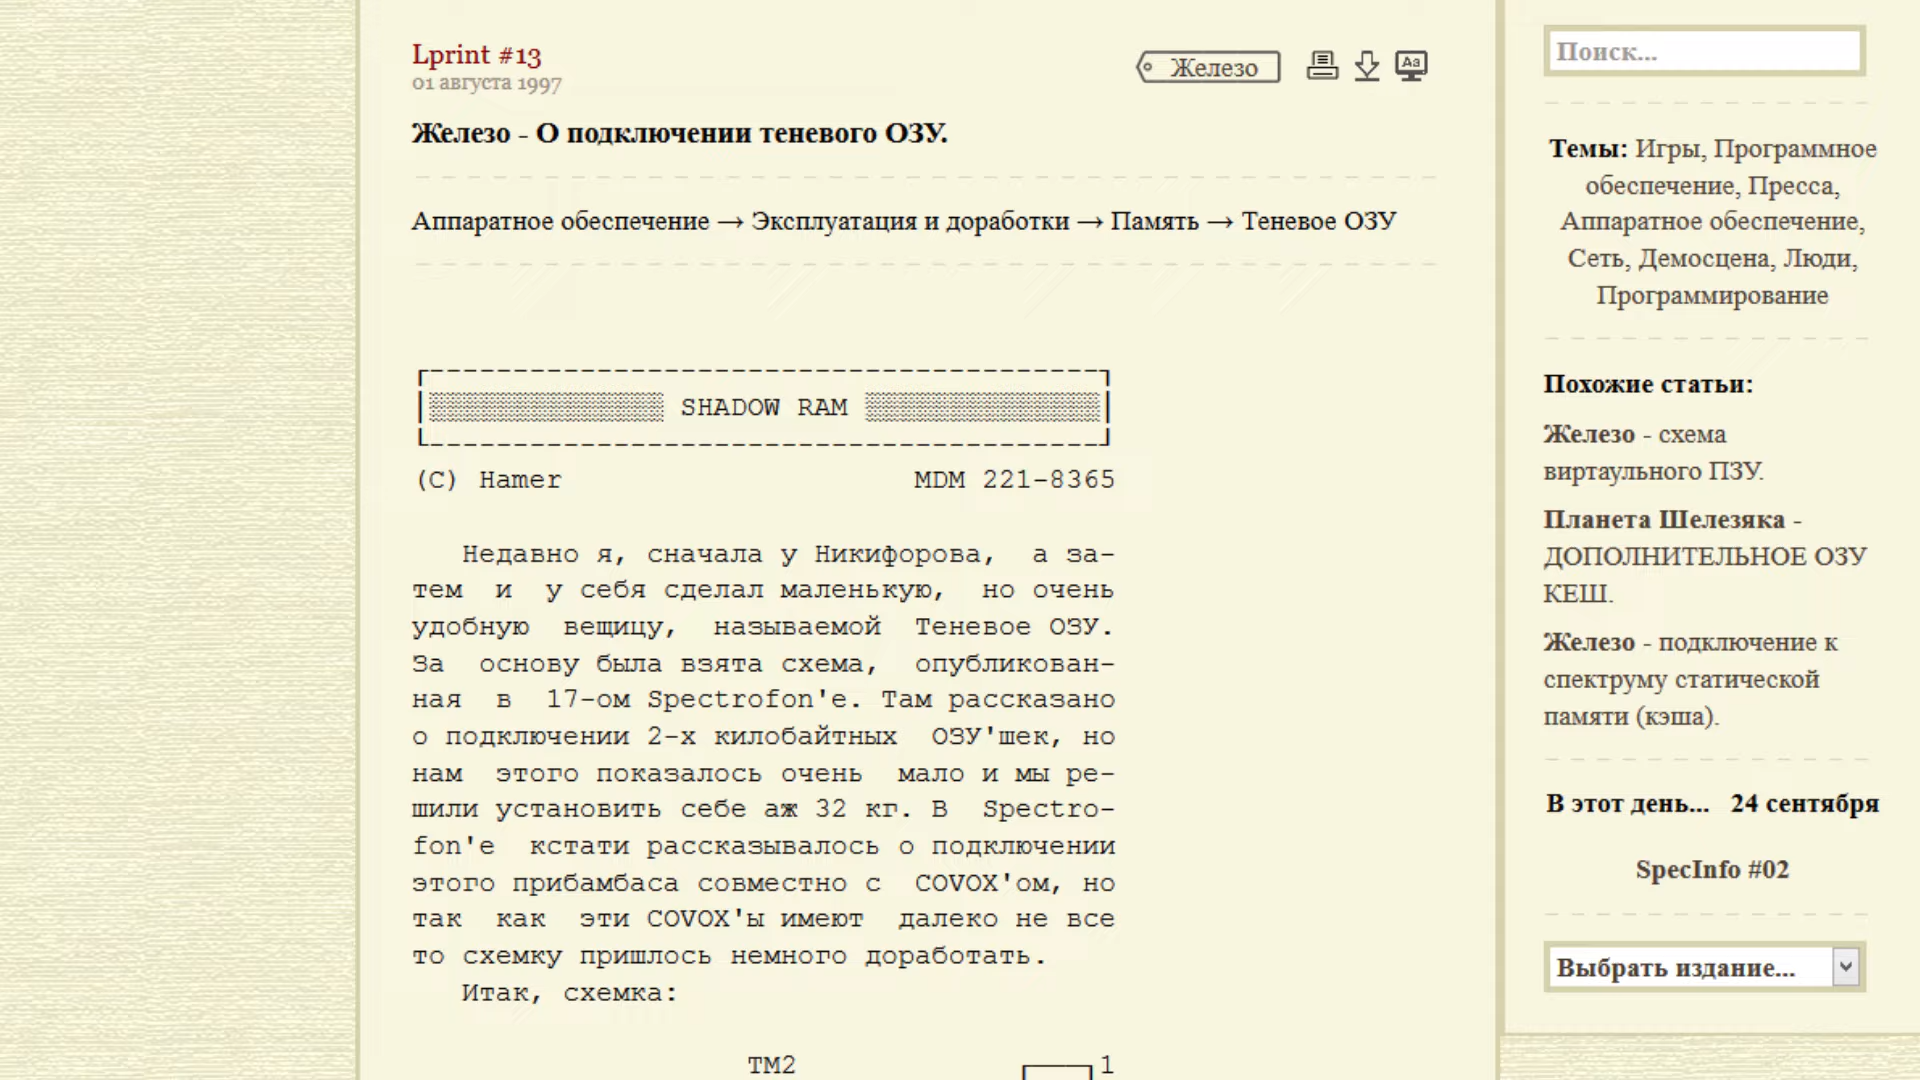 Lprint #13
01 августа 1997
Железо
Железо - О подключении теневого ОЗУ.
Аппаратное обеспечение → Эксплуатация и доработки → Память → Теневое ОЗУ
SHADOW RAM
(C) Hamer MDM 221-8365
Недавно я, сначала у Никифорова, а за-
тем и у себя сделал маленькую, но очень
удобную вещицу, называемой Теневое ОЗУ.
За основу была взята схема, опубликован-
ная в 17-ом Spectrofon'е. Там рассказано
о подключении 2-х килобайтных ОЗУ'шек, но
нам этого показалось очень мало и мы ре-
шили установить себе аж 32 кг. В Spectro-
fon'е кстати рассказывалось о подключении
этого прибамбаса совместно с COVOX'ом, но
так как эти COVOX'ы имеют далеко не все
то схемку пришлось немного доработать.
Итак, схемка:
ТМ2 1
Поиск...
Темы: Игры, Программное
обеспечение, Пресса,
Аппаратное обеспечение,
Сеть, Демосцена, Люди,
Программирование
Похожие статьи:
Железо - схема
виртаульного ПЗУ.
Планета Шелезяка -
ДОПОЛНИТЕЛЬНОЕ ОЗУ
КЕШ.
Железо - подключение к
спектруму статической
памяти (кэша).
В этот день... 24 сентября
SpecInfo #02
Выбрать издание...